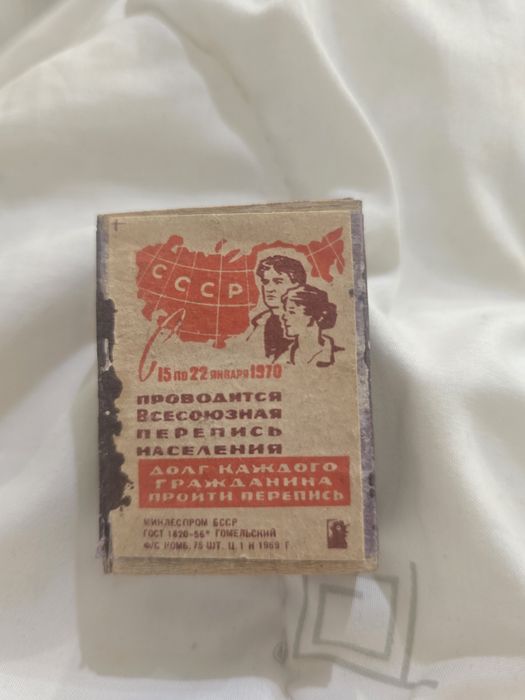 СССР
С 15 по 22 ЯНВАРЯ 1970
ПРОВОДИТСЯ
ВСЕСОЮЗНАЯ
ПЕРЕПИСЬ
НАСЕЛЕНИЯ
ДОЛГ КАЖДОГО
ГРАЖДАНИНА
ПРОЙТИ ПЕРЕПИСЬ
МИНЛЕСПРОМ БССР
ГОСТ 1820-56* ГОМЕЛЬСКИЙ
Ф/С КОМБ. 75 ШТ. Ц. 1 К 1969 Г.